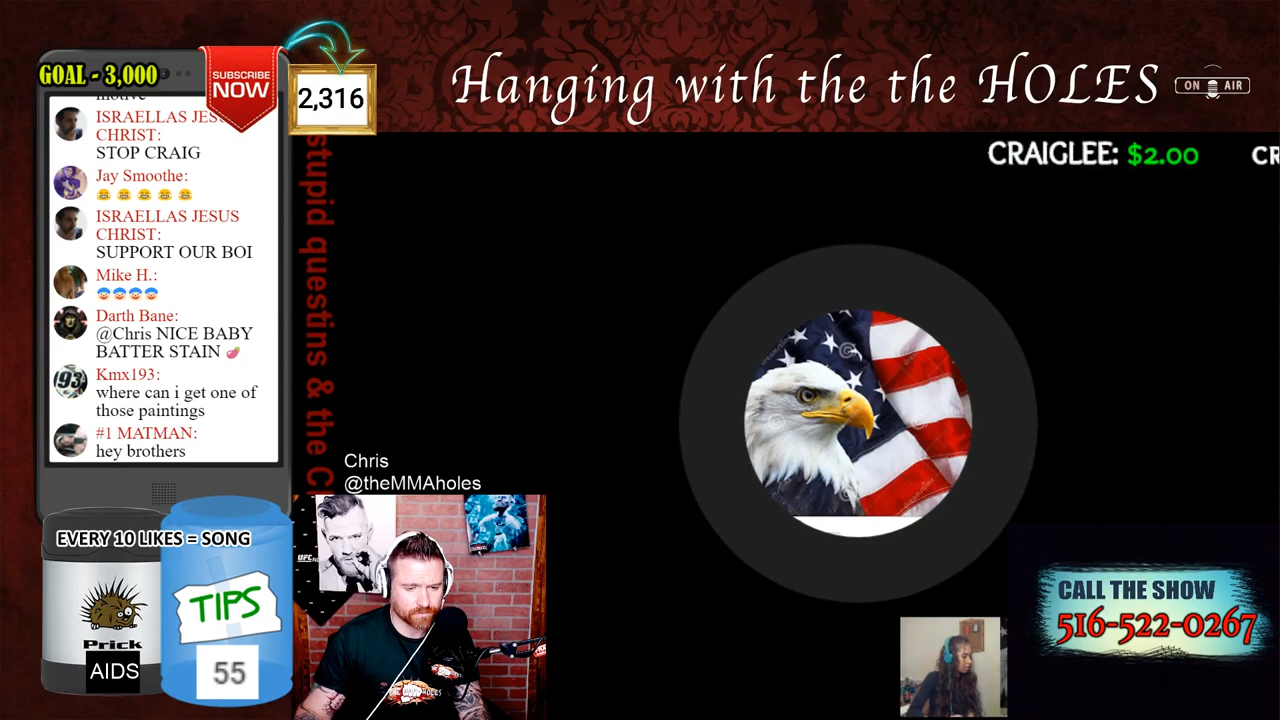 GOAL - 3,000
SUBSCRIBE
NOW
2,316
Hanging with the the HOLES
ON AIR
CRAIGLEE: $2.00
CR
motive
ISRAELLAS JESUS
CHRIST:
STOP CRAIG
Jay Smoothe:
😂 😂 😂 😂 😂
ISRAELLAS JESUS
CHRIST:
SUPPORT OUR BOI
Mike H.:
🤡🤡🤡🤡
Darth Bane:
@Chris NICE BABY
BATTER STAIN
Kmx193:
where can i get one of
those paintings
#1 MATMAN:
hey brothers
stupid questins & the C
Chris
@theMMAholes
EVERY 10 LIKES = SONG
Prick
AIDS
TIPS
55
UFC
CALL THE SHOW
516-522-0267